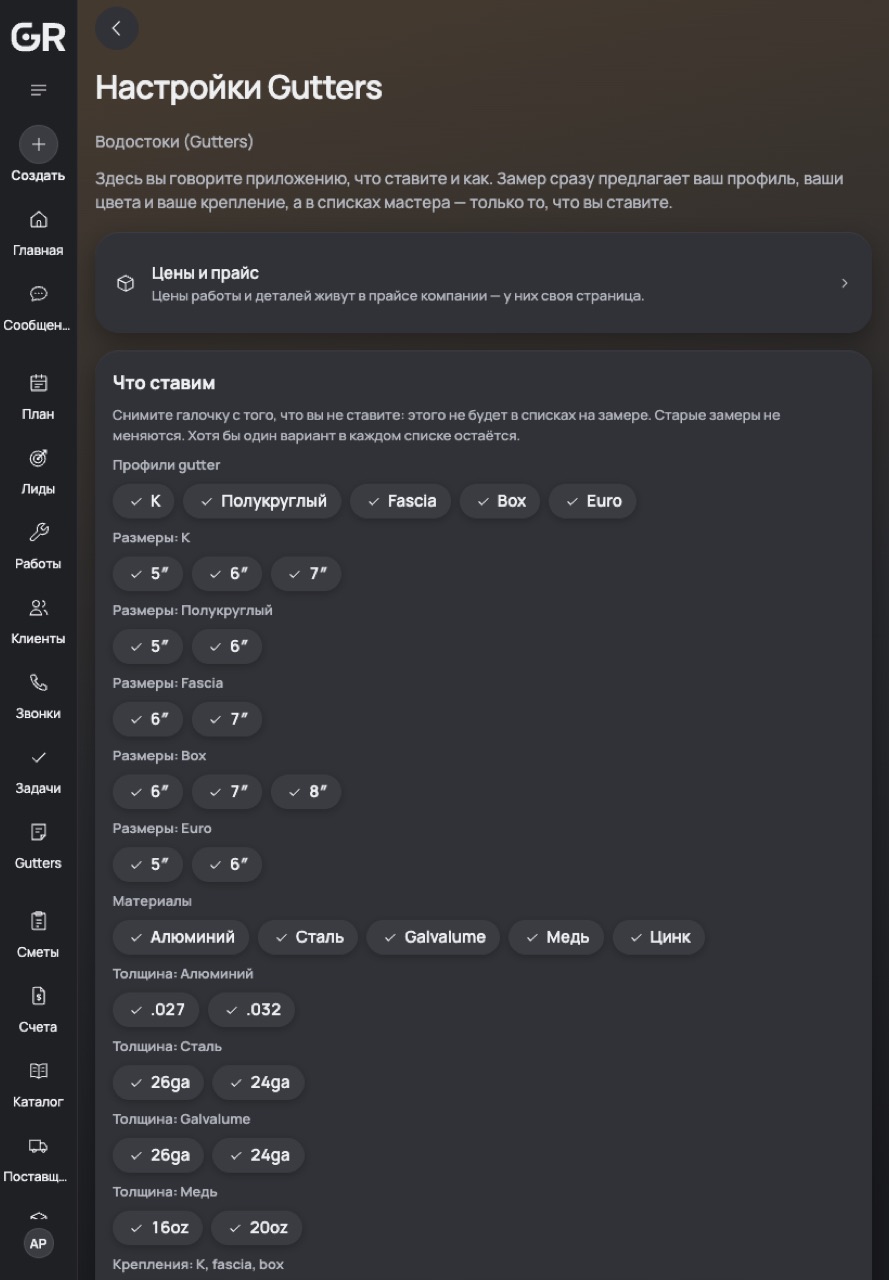 GR
Создать
Главная
Сообщен...
План
Лиды
Работы
Клиенты
Звонки
Задачи
Gutters
Сметы
Счета
Каталог
Поставщ...
AP
Настройки Gutters
Водостоки (Gutters)
Здесь вы говорите приложению, что ставите и как. Замер сразу предлагает ваш профиль, ваши
цвета и ваше крепление, а в списках мастера — только то, что вы ставите.
Цены и прайс
Цены работы и деталей живут в прайсе компании — у них своя страница.
Что ставим
Снимите галочку с того, что вы не ставите: этого не будет в списках на замере. Старые замеры не
меняются. Хотя бы один вариант в каждом списке остаётся.
Профили gutter
K Полукруглый Fascia Box Euro
Размеры: K
5″ 6″ 7″
Размеры: Полукруглый
5″ 6″
Размеры: Fascia
6″ 7″
Размеры: Box
6″ 7″ 8″
Размеры: Euro
5″ 6″
Материалы
Алюминий Сталь Galvalume Медь Цинк
Толщина: Алюминий
.027 .032
Толщина: Сталь
26ga 24ga
Толщина: Galvalume
26ga 24ga
Толщина: Медь
16oz 20oz
Крепления: K, fascia, box